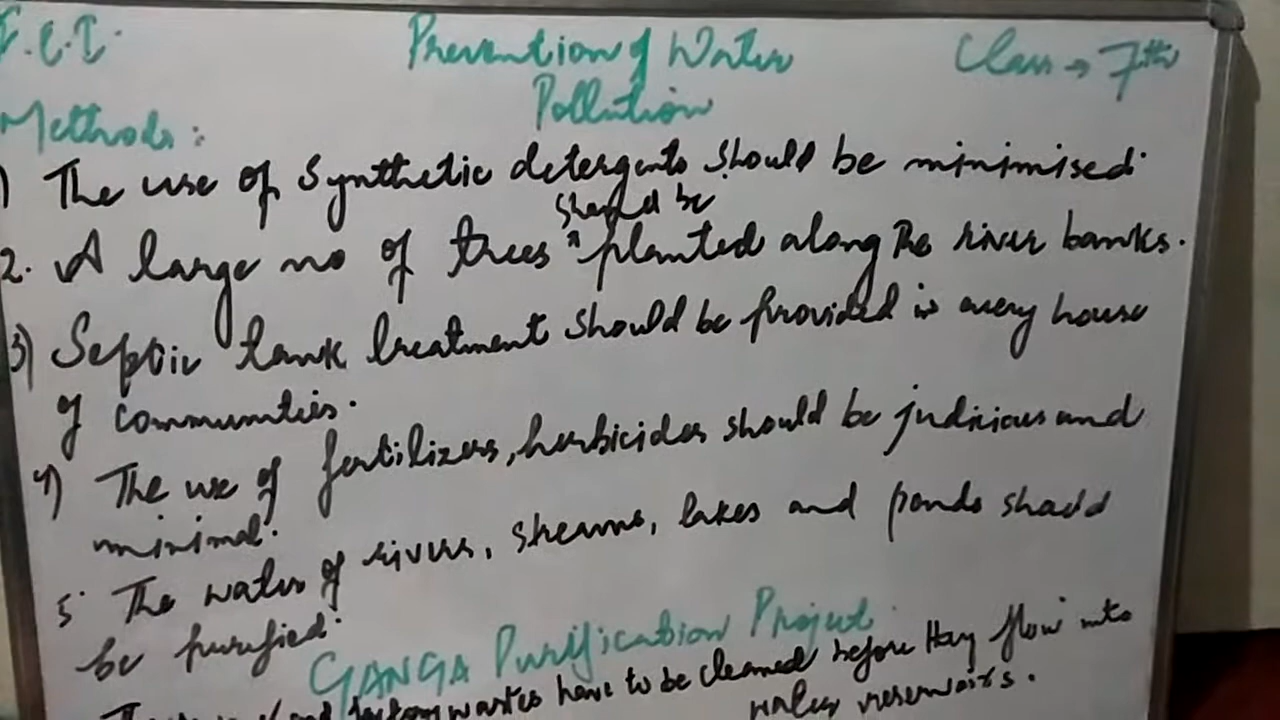 Prevention of Water Class → 7th
Pollution
Methods:
1) The use of Synthetic detergents should be minimised.
should be
2. A large no of trees ^ planted along the river banks.
3) Septic tank treatment should be provided in every house
of communities.
4) The use of fertilizers, herbicides should be judicious and
minimal.
5. The water of rivers, streams, lakes and ponds should
be purified.
GANGA Purification Project.
and factory wastes have to be cleaned before they flow into
water reservoirs.